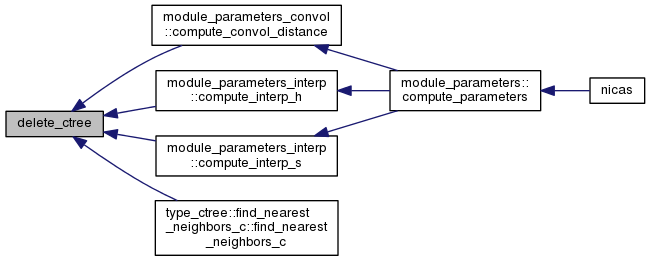 module_parameters_convol
::compute_convol_distance
module_parameters_interp
::compute_interp_h
module_parameters::
compute_parameters
nicas
delete_ctree
module_parameters_interp
::compute_interp_s
type_ctree::find_nearest
_neighbors_c::find_nearest
_neighbors_c